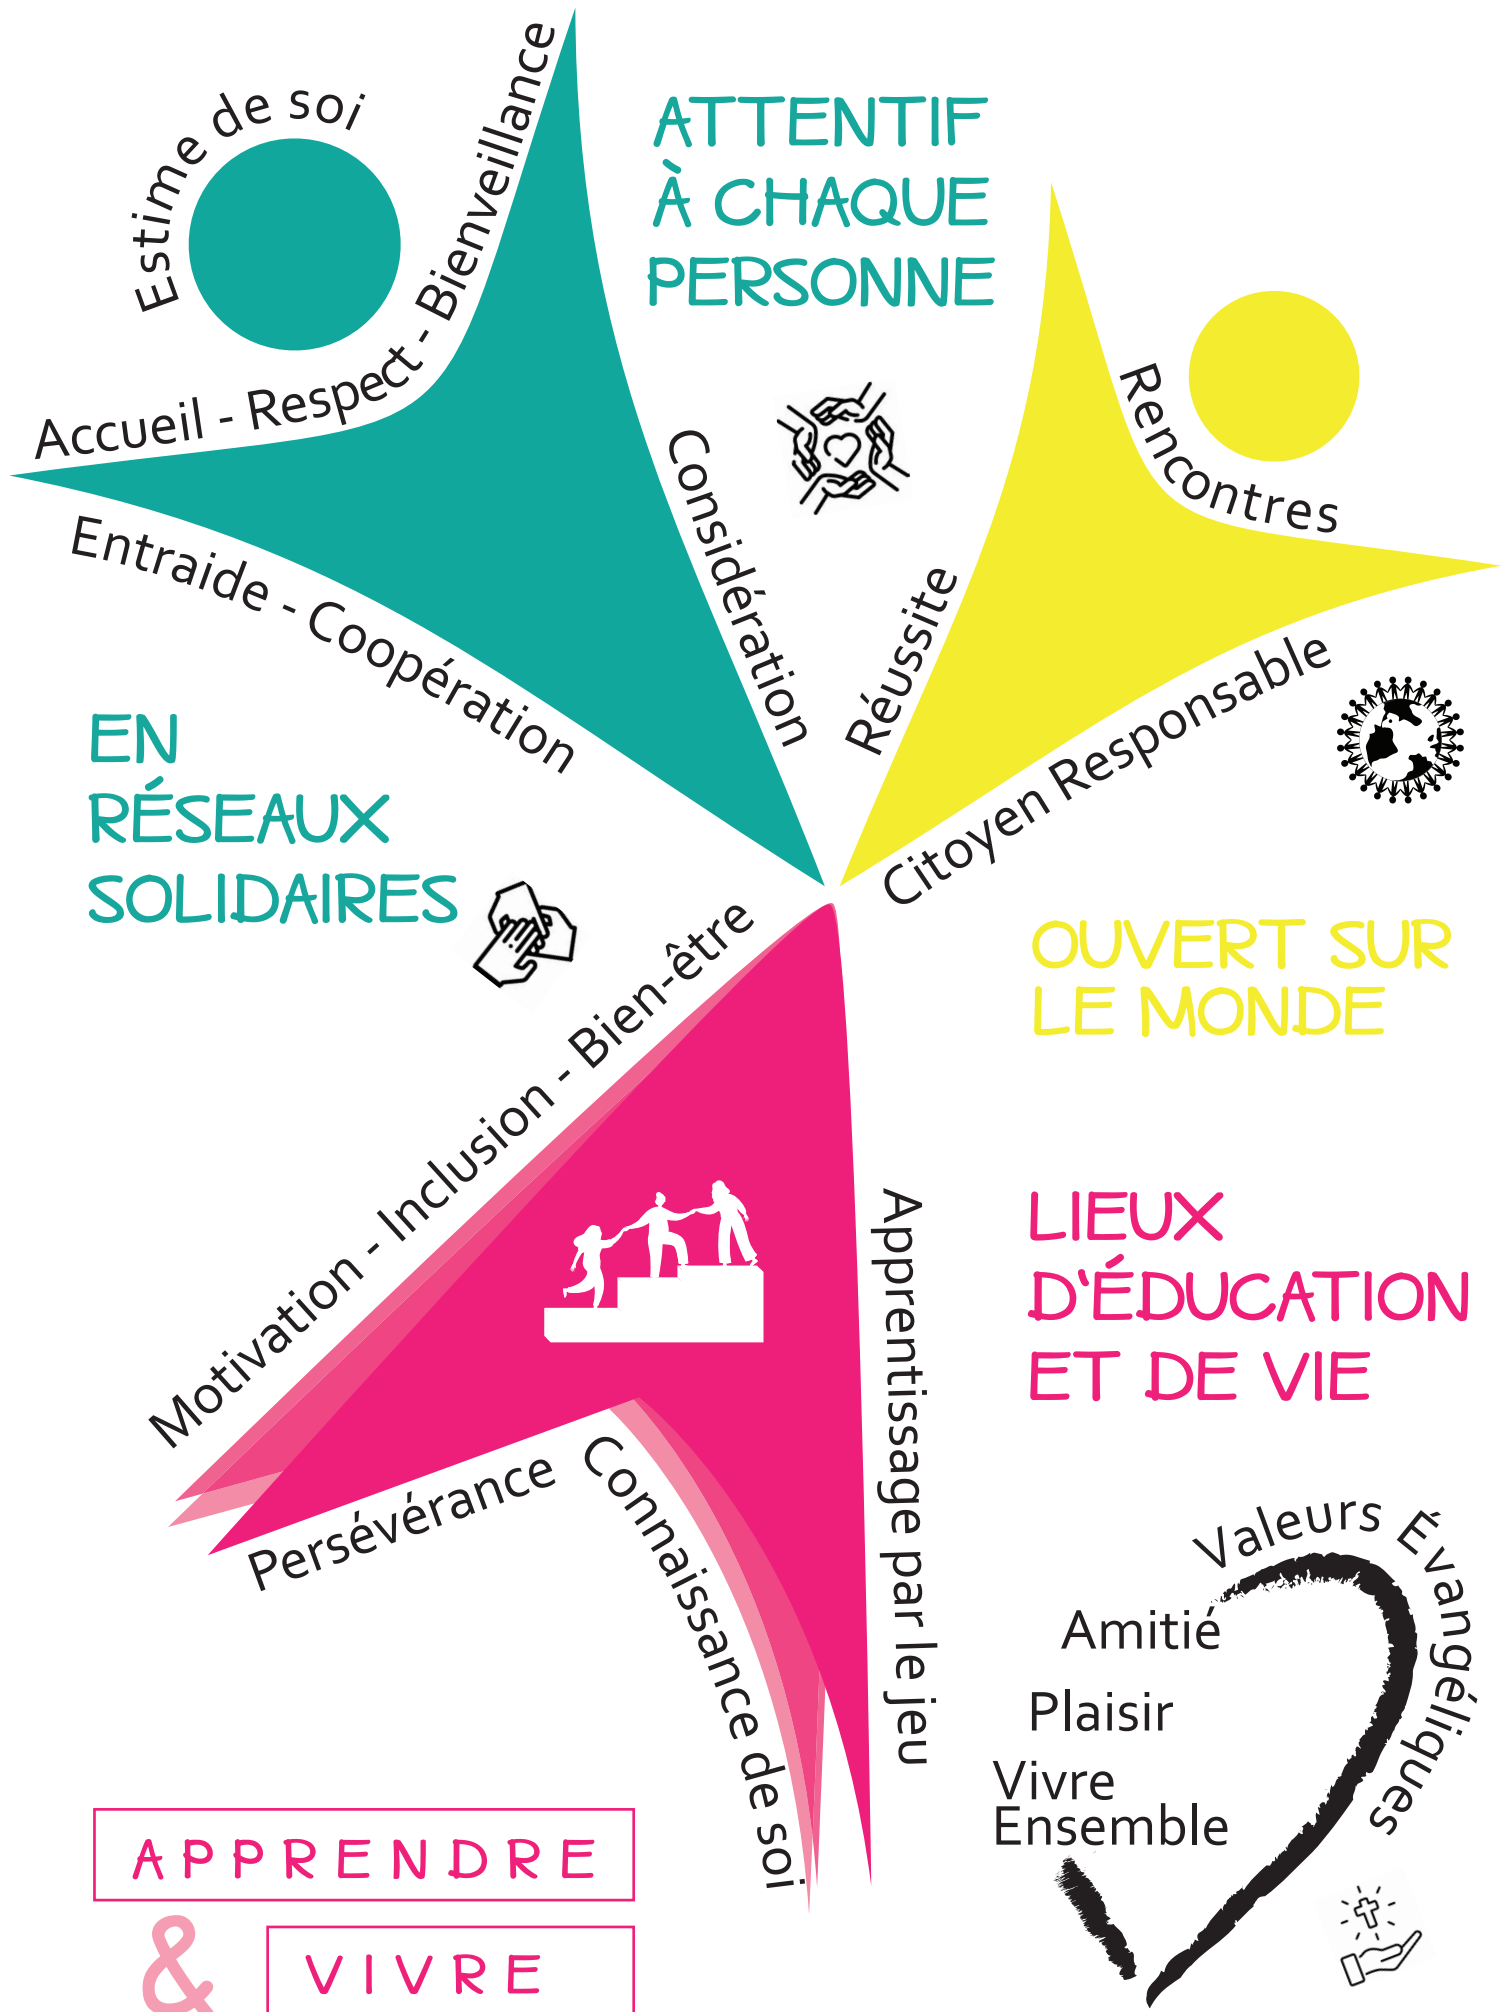 Estime de soi
Accueil - Respect - Bienveillance
ATTENTIF
À CHAQUE
PERSONNE
Rencontres
Entraide - Coopération
Considération
Réussite
Citoyen Responsable
EN
RÉSEAUX
SOLIDAIRES
OUVERT SUR
LE MONDE
Motivation - Inclusion - Bien-être
Apprentissage par le jeu
LIEUX
D'ÉDUCATION
ET DE VIE
Persévérance
Connaissance de soi
Valeurs Évangéliques
Amitié
Plaisir
Vivre
Ensemble
APPRENDRE
&
VIVRE